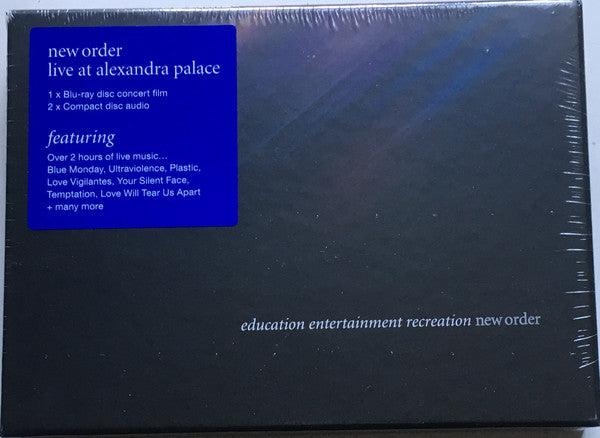 new order
live at alexandra palace
1 x Blu-ray disc concert film
2 x Compact disc audio
featuring
Over 2 hours of live music...
Blue Monday, Ultraviolence, Plastic,
Love Vigilantes, Your Silent Face,
Temptation, Love Will Tear Us Apart
+ many more
education entertainment recreation new order